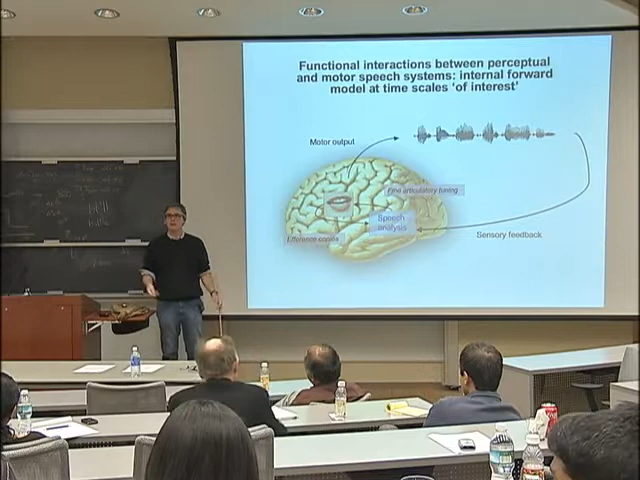 Functional interactions between perceptual
and motor speech systems: internal forward
model at time scales 'of interest'
Motor output
Fine articulatory tuning
Speech
analysis
Efference copies
Sensory feedback